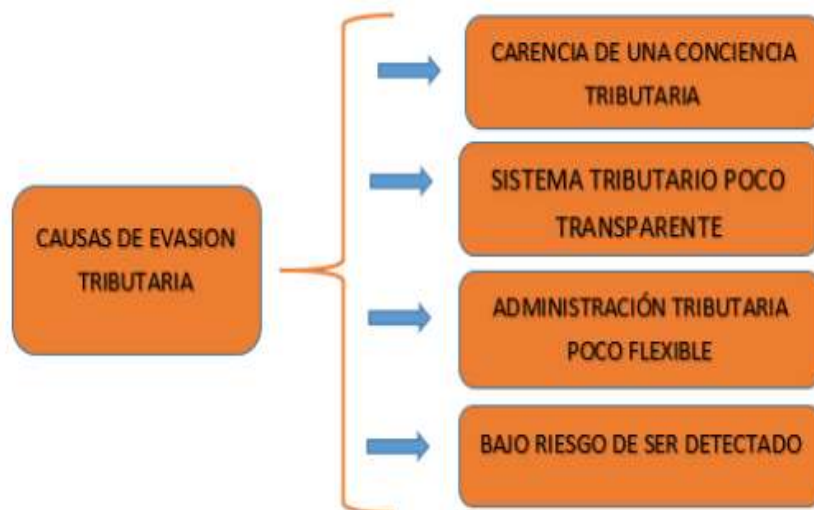 CAUSAS DE EVASION
TRIBUTARIA
CARENCIA DE UNA CONCIENCIA
TRIBUTARIA
SISTEMA TRIBUTARIO POCO
TRANSPARENTE
ADMINISTRACIÓN TRIBUTARIA
POCO FLEXIBLE
BAJO RIESGO DE SER DETECTADO